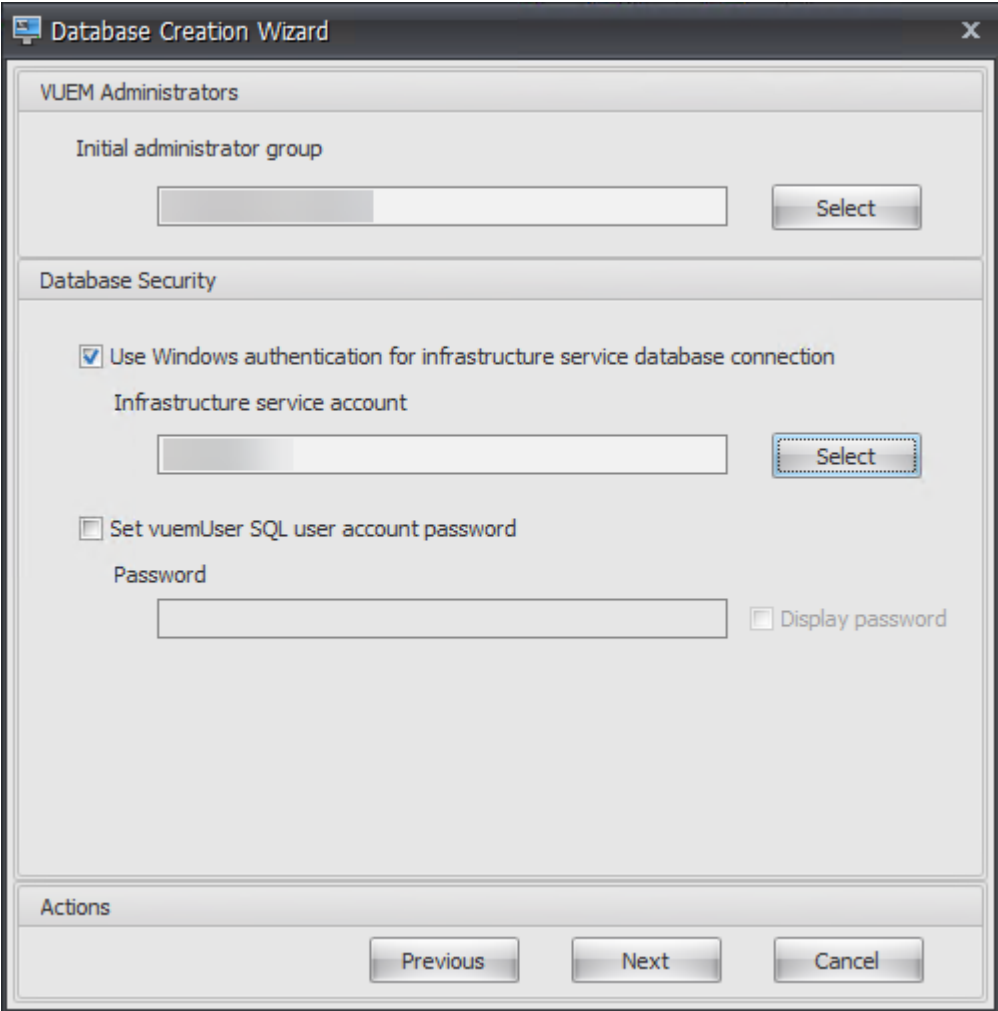 Database Creation Wizard
VUEM Administrators
Initial administrator group
Select
Database Security
Use Windows authentication for infrastructure service database connection
Infrastructure service account
Select
Set vuemUser SQL user account password
Password
Display password
Actions
Previous Next Cancel